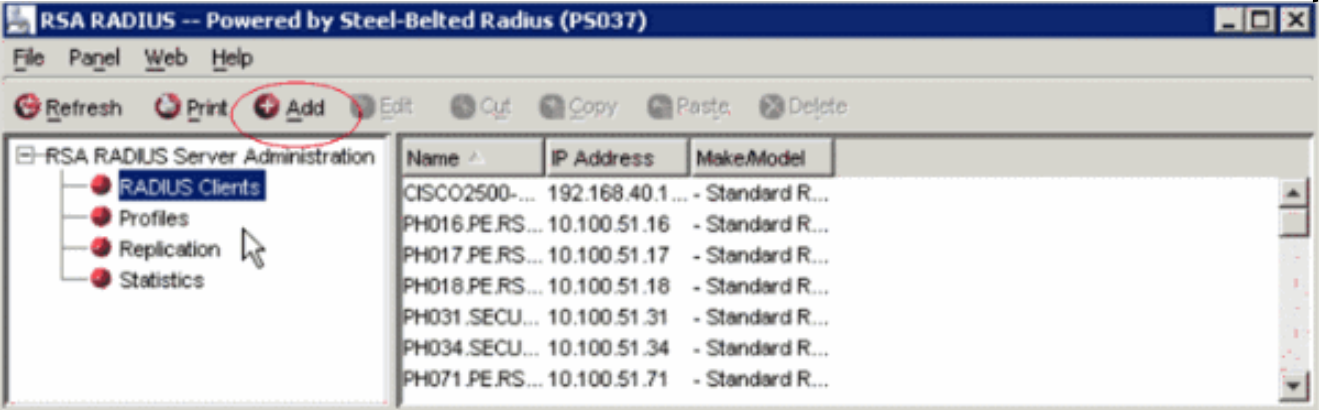 RSA RADIUS -- Powered by Steel-Belted Radius (PS037)
File Panel Web Help
Refresh Print Add Edit Cut Copy Paste Delete
RSA RADIUS Server Administration
RADIUS Clients
Profiles
Replication
Statistics
Name IP Address Make/Model
CISCO2500-... 192.168.40.1... - Standard R...
PH016.PE.RS... 10.100.51.16 - Standard R...
PH017.PE.RS... 10.100.51.17 - Standard R...
PH018.PE.RS... 10.100.51.18 - Standard R...
PH031.SECU... 10.100.51.31 - Standard R...
PH034.SECU... 10.100.51.34 - Standard R...
PH071.PE.RS... 10.100.51.71 - Standard R...